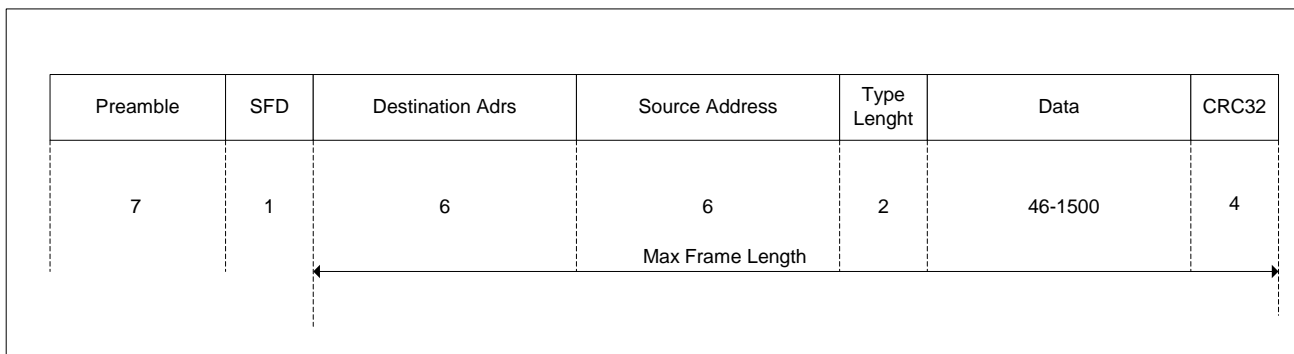 Preamble
SFD
Destination Adrs
Source Address
Type
Lenght
Data
CRC32
7
1
6
6
2
46-1500
4
Max Frame Length